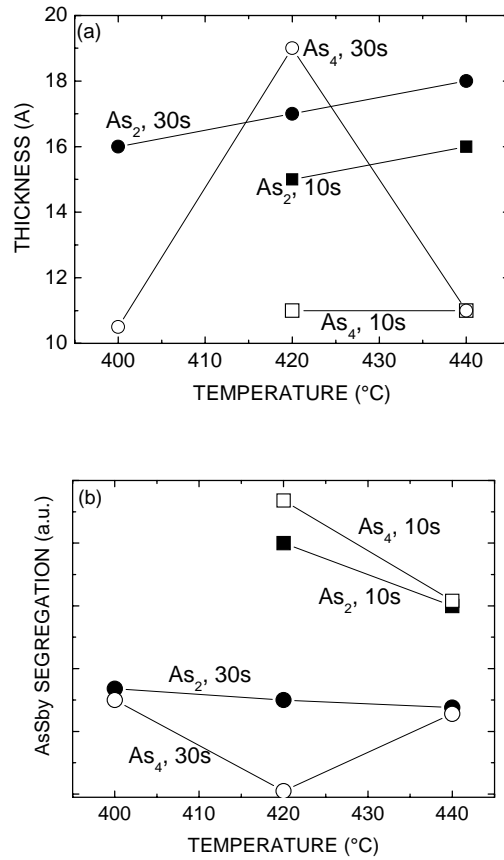 (a)
20
18
16
14
12
10
THICKNESS (A)
As₄, 30s
As₂, 30s
As₂, 10s
As₄, 10s
400 410 420 430 440
TEMPERATURE (°C)
(b)
AsSby SEGREGATION (a.u.)
As₄, 10s
As₂, 10s
As₂, 30s
As₄, 30s
400 410 420 430 440
TEMPERATURE (°C)